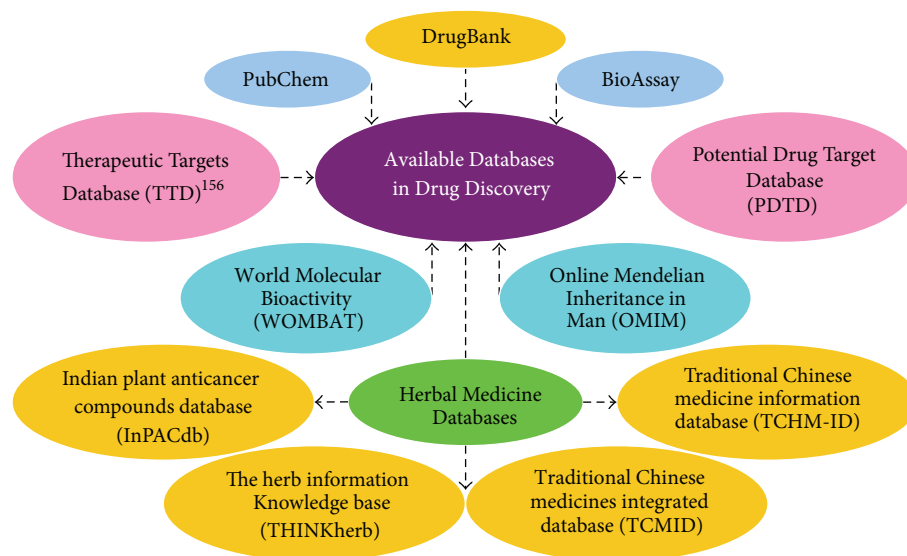 DrugBank
PubChem
BioAssay
Therapeutic Targets
Database (TTD)¹⁵⁶
Available Databases
in Drug Discovery
Potential Drug Target
Database
(PDTD)
World Molecular
Bioactivity
(WOMBAT)
Online Mendelian
Inheritance in
Man (OMIM)
Indian plant anticancer
compounds database
(InPACdb)
Herbal Medicine
Databases
Traditional Chinese
medicine information
database (TCHM-ID)
The herb information
Knowledge base
(THINKherb)
Traditional Chinese
medicines integrated
database (TCMID)